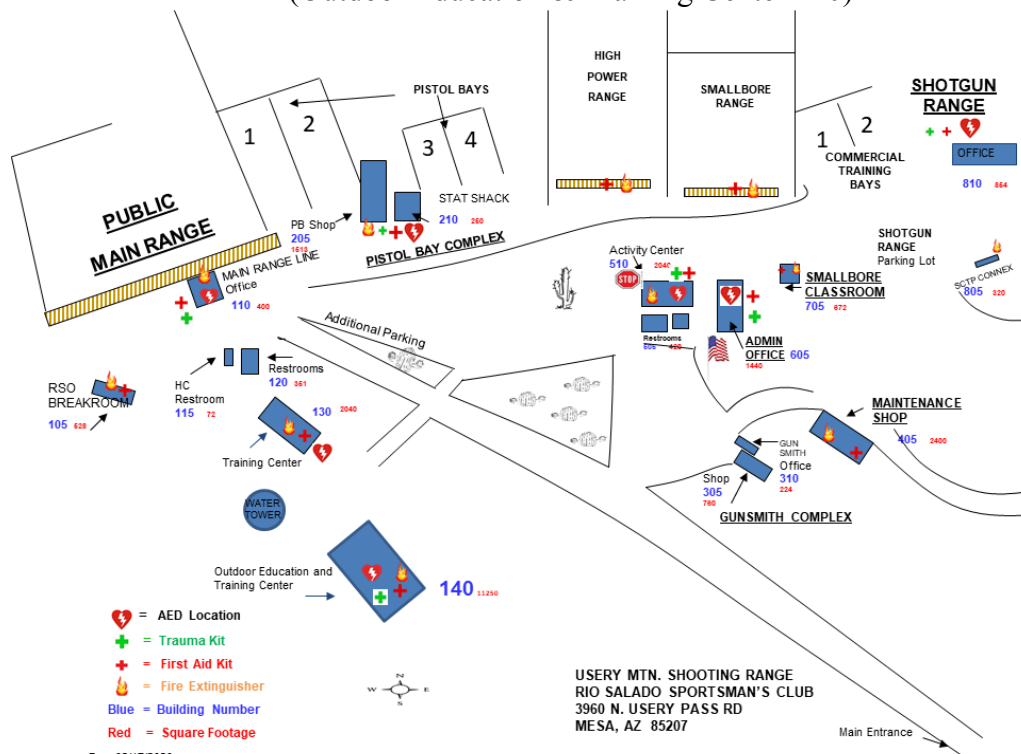 HIGH
POWER
RANGE
SMALLBORE
RANGE
PISTOL BAYS
1
2
3
4
1
2
COMMERCIAL
TRAINING
BAYS
SHOTGUN
RANGE
OFFICE
810 864
PUBLIC
MAIN RANGE
PB Shop
205
1513
STAT SHACK
210 260
PISTOL BAY COMPLEX
MAIN RANGE LINE
Office
110 400
Activity Center
510 2040
STOP
Restrooms
SHOTGUN
RANGE
Parking Lot
SCTP CONNEX
805 320
SMALLBORE
CLASSROOM
705 672
ADMIN
OFFICE 605
1440
Additional Parking
Restrooms
120 351
HC
Restroom
115 72
RSO
BREAKROOM
105 628
130 2040
Training Center
MAINTENANCE
SHOP
405 2400
GUN
SMITH
Office
310
224
Shop
305
760
GUNSMITH COMPLEX
WATER
TOWER
Outdoor Education and
Training Center
140 11250
= AED Location
= Trauma Kit
= First Aid Kit
= Fire Extinguisher
Blue = Building Number
Red = Square Footage
N
W E
S
USERY MTN. SHOOTING RANGE
RIO SALADO SPORTSMAN'S CLUB
3960 N. USERY PASS RD
MESA, AZ 85207
Main Entrance